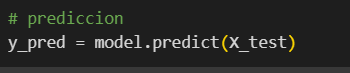 # prediccion
y_pred = model.predict(X_test)